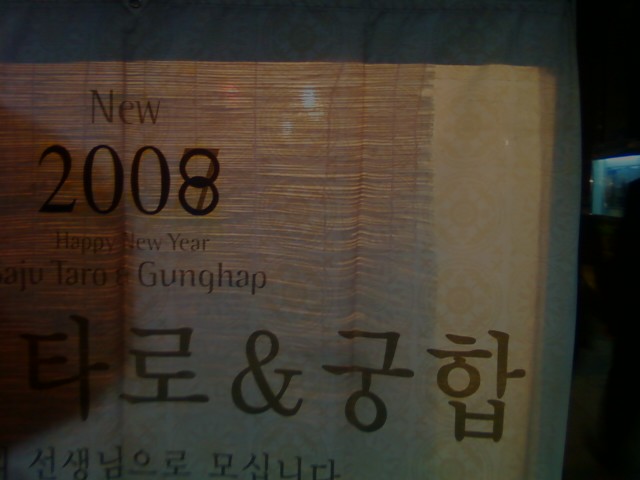 New
2008
Happy New Year
Saju Taro & Gunghap
타로&궁합
선생님으로 모십니다